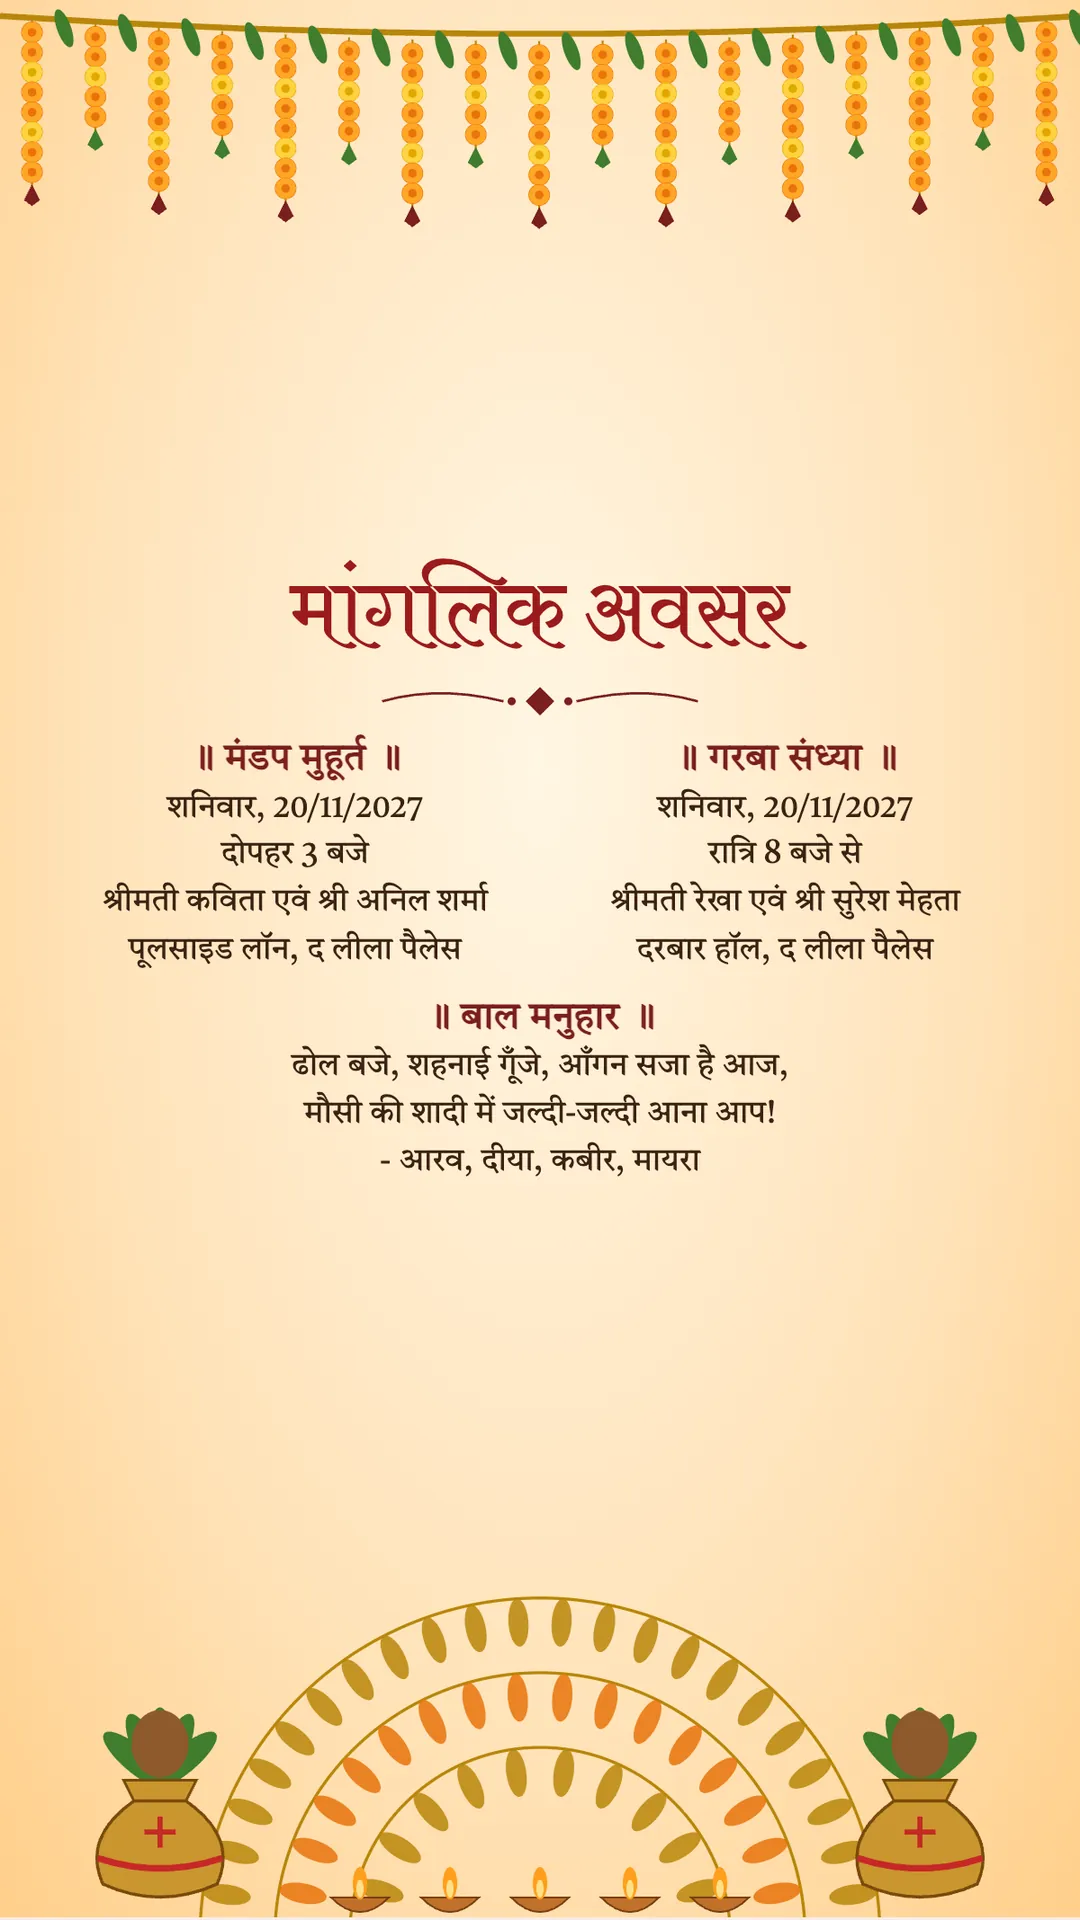 मांगलिक अवसर
॥ मंडप मुहूर्त ॥
शनिवार, 20/11/2027
दोपहर 3 बजे
श्रीमती कविता एवं श्री अनिल शर्मा
पूलसाइड लॉन, द लीला पैलेस
॥ गरबा संध्या ॥
शनिवार, 20/11/2027
रात्रि 8 बजे से
श्रीमती रेखा एवं श्री सुरेश मेहता
दरबार हॉल, द लीला पैलेस
॥ बाल मनुहार ॥
ढोल बजे, शहनाई गूँजे, आँगन सजा है आज,
मौसी की शादी में जल्दी-जल्दी आना आप!
- आरव, दीया, कबीर, मायरा